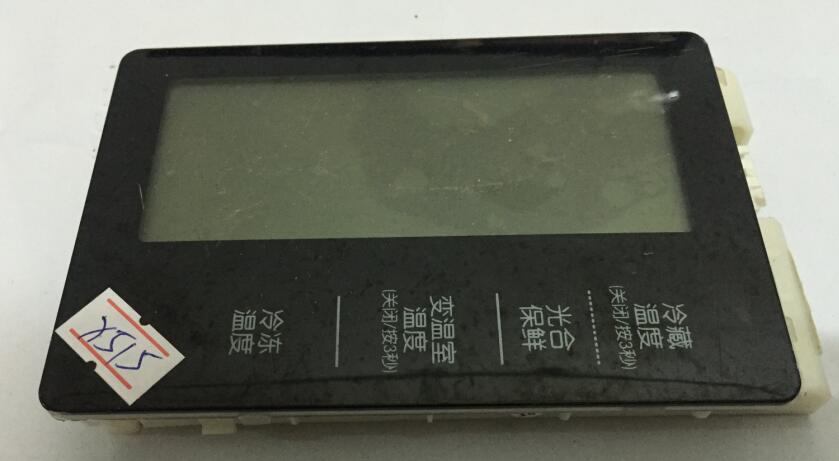 冷藏
温度
(关闭/按3秒)
光合
保鲜
变温室
温度
(关闭/按3秒)
冷冻
温度